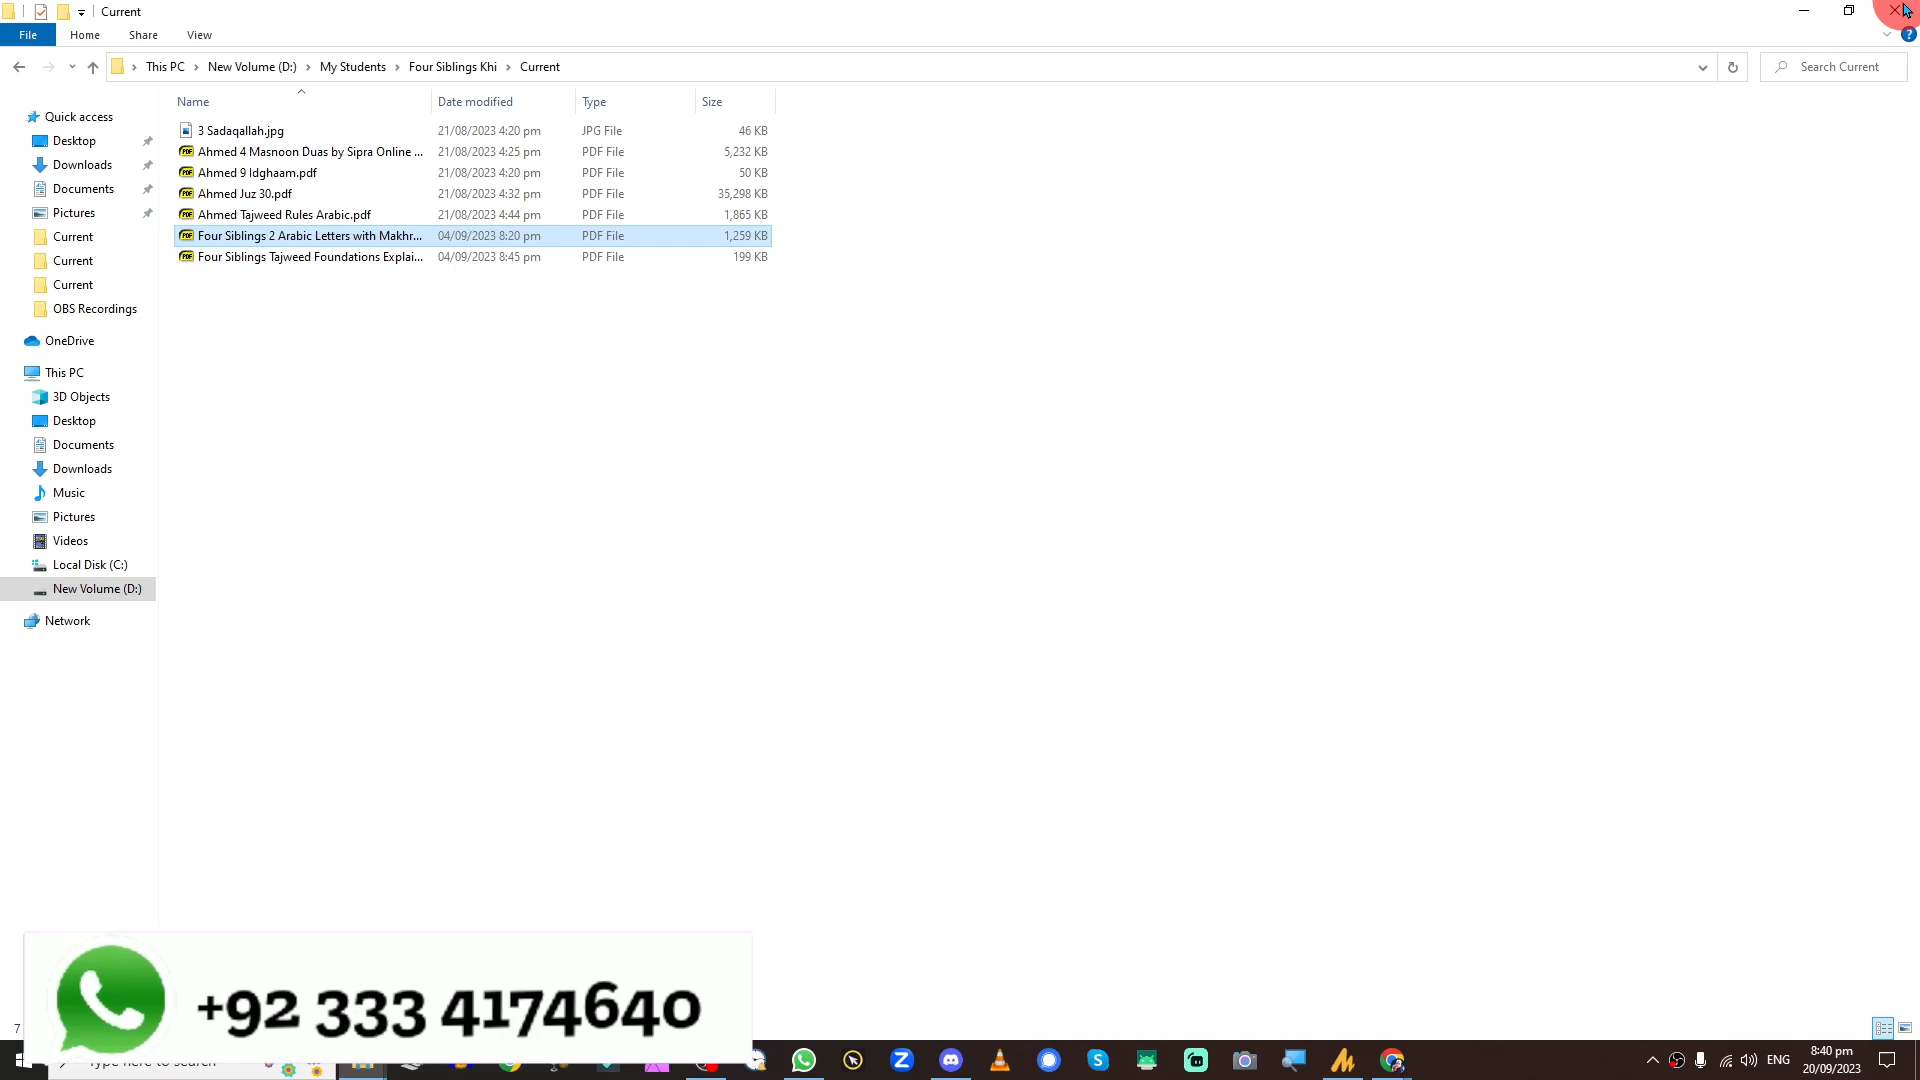 Current
File Home Share View
This PC New Volume (D:) My Students Four Siblings Khi Current
Search Current
Name Date modified Type Size
3 Sadaqallah.jpg 21/08/2023 4:20 pm JPG File 46 KB
Ahmed 4 Masnoon Duas by Sipra Online ... 21/08/2023 4:25 pm PDF File 5,232 KB
Ahmed 9 Idghaam.pdf 21/08/2023 4:20 pm PDF File 50 KB
Ahmed Juz 30.pdf 21/08/2023 4:32 pm PDF File 35,298 KB
Ahmed Tajweed Rules Arabic.pdf 21/08/2023 4:44 pm PDF File 1,865 KB
Four Siblings 2 Arabic Letters with Makhr... 04/09/2023 8:20 pm PDF File 1,259 KB
Four Siblings Tajweed Foundations Explai... 04/09/2023 8:45 pm PDF File 199 KB
Quick access
Desktop
Downloads
Documents
Pictures
Current
Current
Current
OBS Recordings
OneDrive
This PC
3D Objects
Desktop
Documents
Downloads
Music
Pictures
Videos
Local Disk (C:)
New Volume (D:)
Network
+92 333 4174640
7
Type here to search
ENG
8:40 pm
20/09/2023